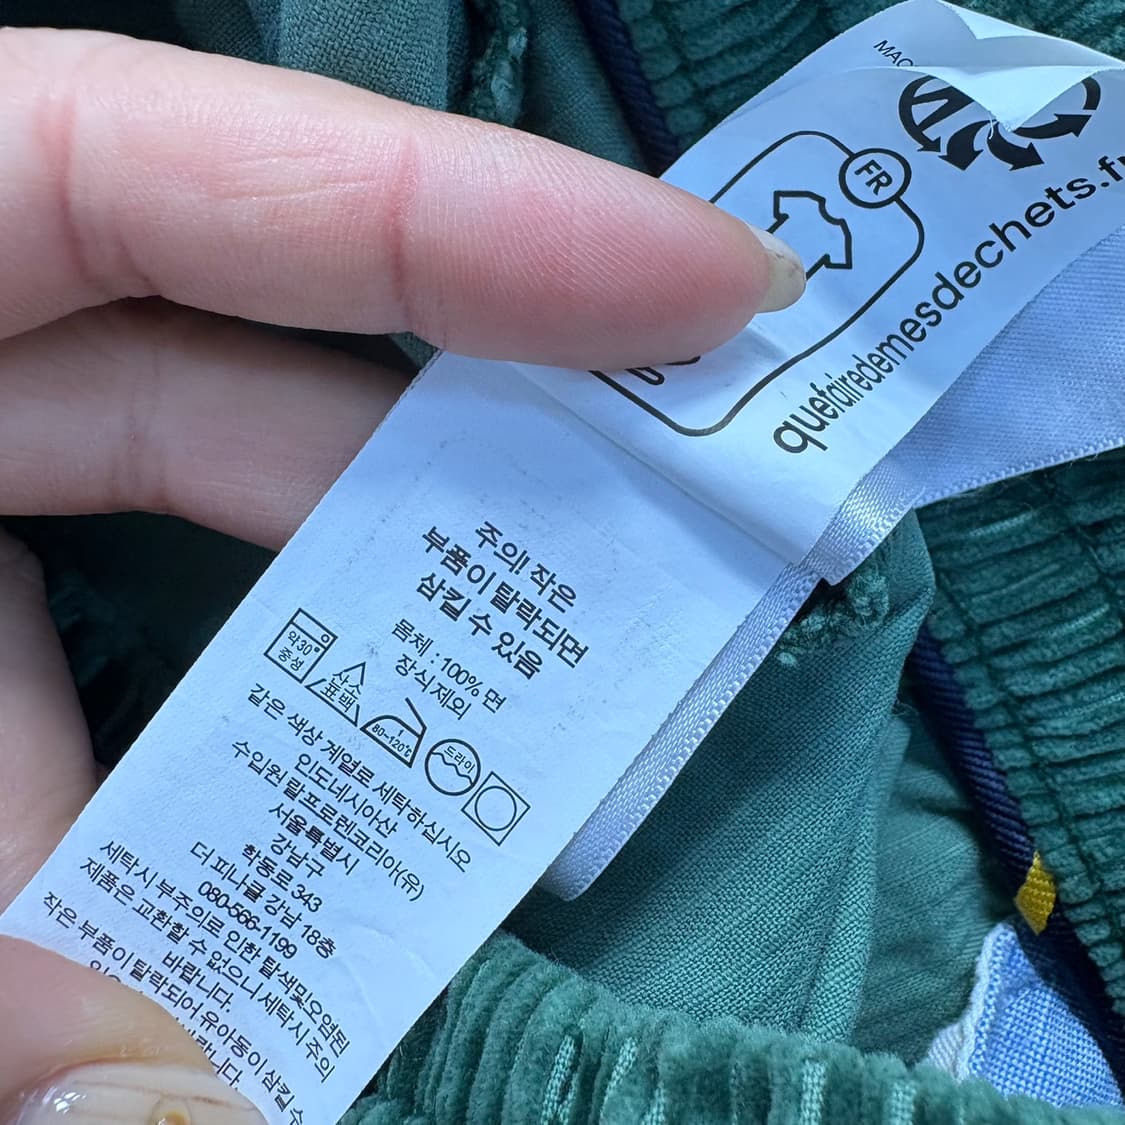 FR
quefairedemesdechets.fr
주의! 작은
부품이 탈락되면
삼킬 수 있음
몸체 : 100% 면
장식제외
약30°
중성
산소
표백
80~120℃
드라이
같은 색상 계열로 세탁하십시오
인도네시아산
수입원 랄프로렌코리아(유)
서울특별시
강남구
학동로 343
더 피나클 강남 18층
080-566-1199
세탁시 부주의로 인한 탈색및오염된
제품은 교환할 수 없으니 세탁시 주의
바랍니다.
작은 부품이 탈락되어 유아동이 삼킬 수